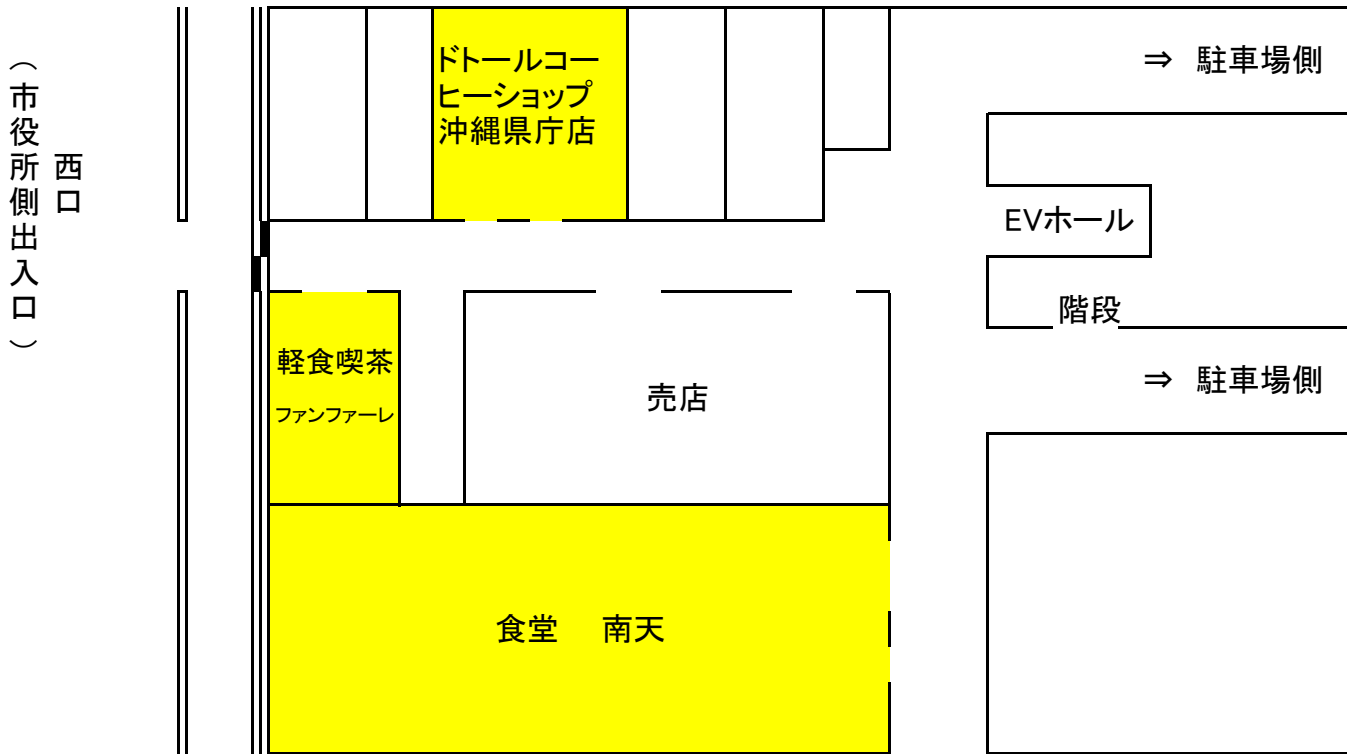 西口
（市役所側出入口）
ドトールコー
ヒーショップ
沖縄県庁店
⇒ 駐車場側
EVホール
階段
軽食喫茶
ファンファーレ
売店
⇒ 駐車場側
食堂 南天